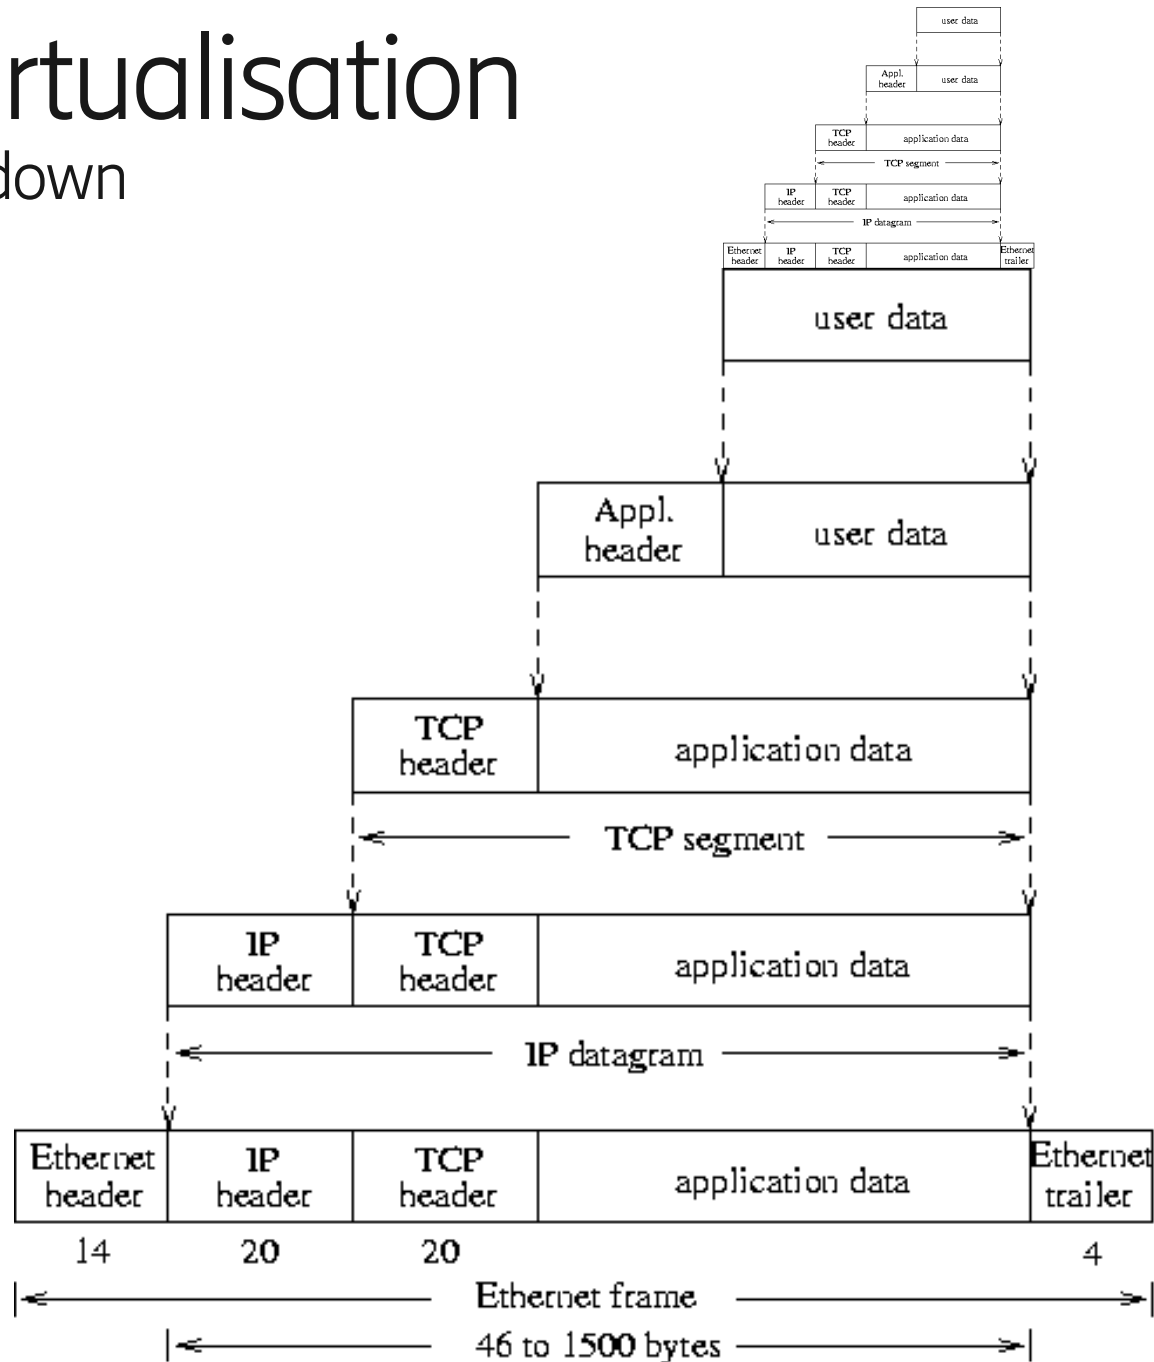 rtualisation
down
user data
Appl.
header
user data
TCP
header
application data
TCP segment
IP
header
TCP
header
application data
IP datagram
Ethernet
header
IP
header
TCP
header
application data
Ethernet
trailer
user data
Appl.
header
user data
TCP
header
application data
TCP segment
IP
header
TCP
header
application data
IP datagram
Ethernet
header
IP
header
TCP
header
application data
Ethernet
trailer
14
20
20
4
Ethernet frame
46 to 1500 bytes